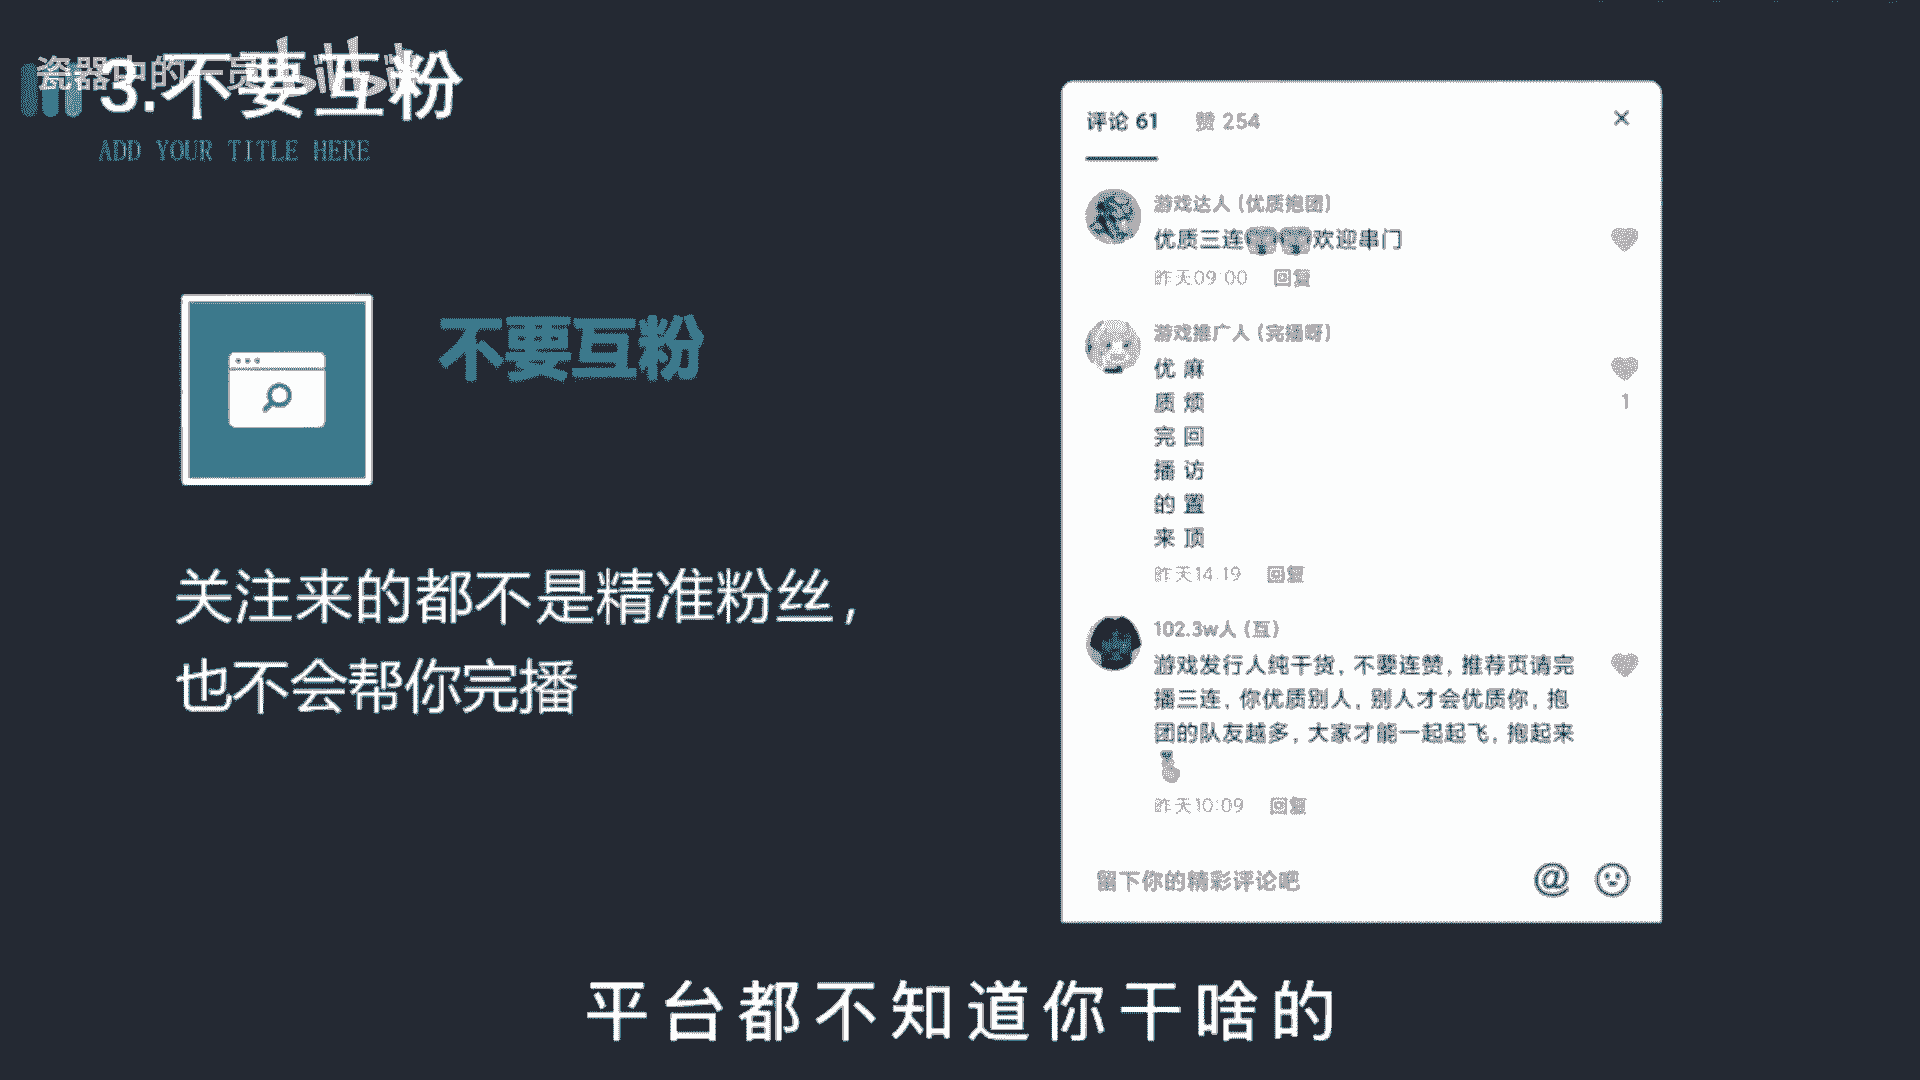 瓷器中的一员
3.不要互粉
ADD YOUR TITLE HERE
不要互粉
关注来的都不是精准粉丝，
也不会帮你完播
评论 61
赞 254
游戏达人（优质抱团）
优质三连欢迎串门
昨天09:00 回复
游戏推广人（完播呀）
优 麻
质 烦
完 回
播 访
的 置
来 顶
1
昨天14:19 回复
102.3w人（互）
游戏发行人纯干货，不要连赞，推荐页请完
播三连，你优质别人，别人才会优质你，抱
团的队友越多，大家才能一起起飞，抱起来
昨天10:09 回复
留下你的精彩评论吧
平台都不知道你干啥的